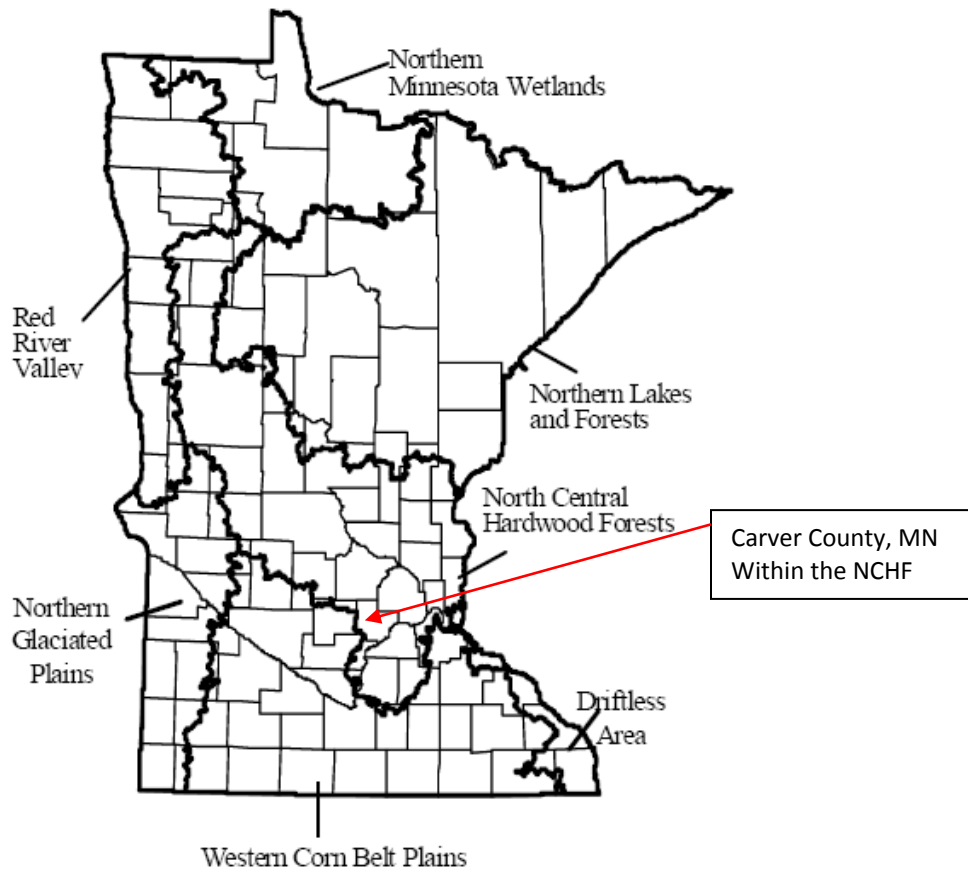 Northern
Minnesota Wetlands
Red
River
Valley
Northern Lakes
and Forests
North Central
Hardwood Forests
Carver County, MN
Within the NCHF
Northern
Glaciated
Plains
Driftless
Area
Western Corn Belt Plains